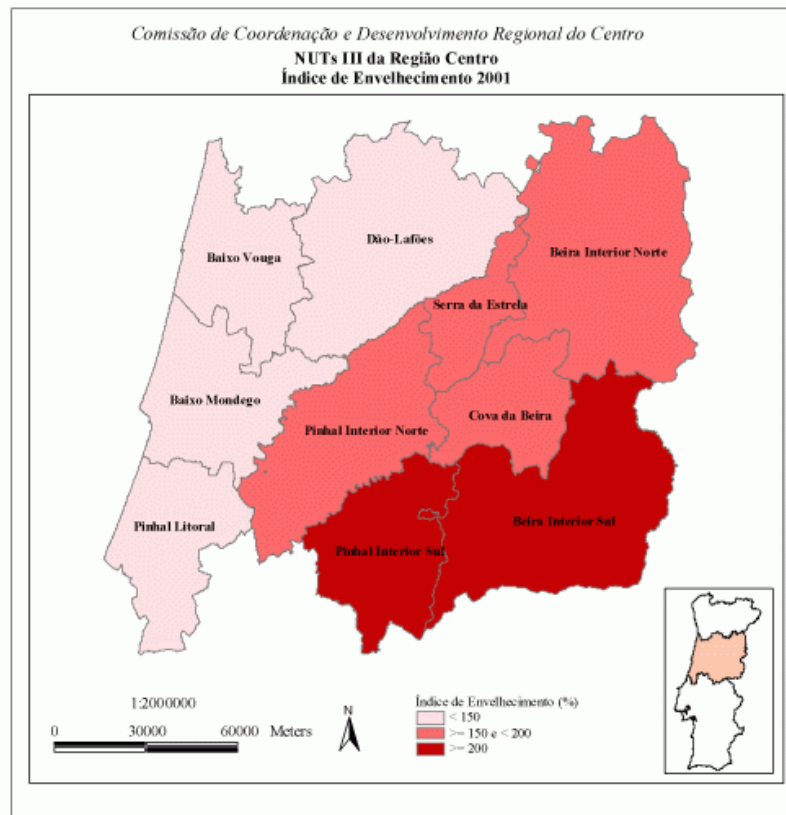 Comissão de Coordenação e Desenvolvimento Regional do Centro
NUTs III da Região Centro
Índice de Envelhecimento 2001
Dão-Lafões
Baixo Vouga
Beira Interior Norte
Serra da Estrela
Baixo Mondego
Cova da Beira
Pinhal Interior Norte
Pinhal Litoral
Beira Interior Sul
Pinhal Interior Sul
1:2000000
0 30000 60000 Meters
N
Índice de Envelhecimento (%)
< 150
>= 150 e < 200
>= 200